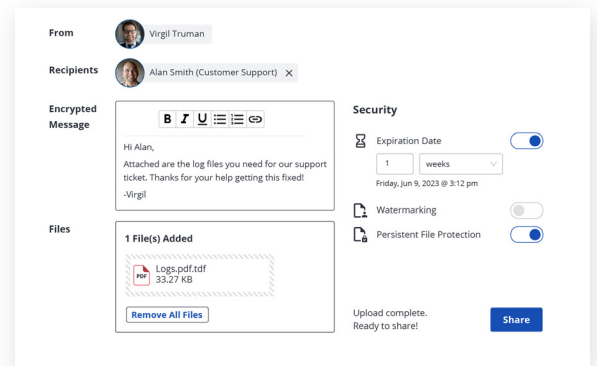 From
Virgil Truman
Recipients
Alan Smith (Customer Support) ×
Encrypted
Message
B I U
Hi Alan,
Attached are the log files you need for our support
ticket. Thanks for your help getting this fixed!
-Virgil
Files
1 File(s) Added
PDF
Logs.pdf.tdf
33.27 KB
Remove All Files
Security
Expiration Date
1 weeks
Friday, Jun 9, 2023 @ 3:12 pm
Watermarking
Persistent File Protection
Upload complete.
Ready to share!
Share